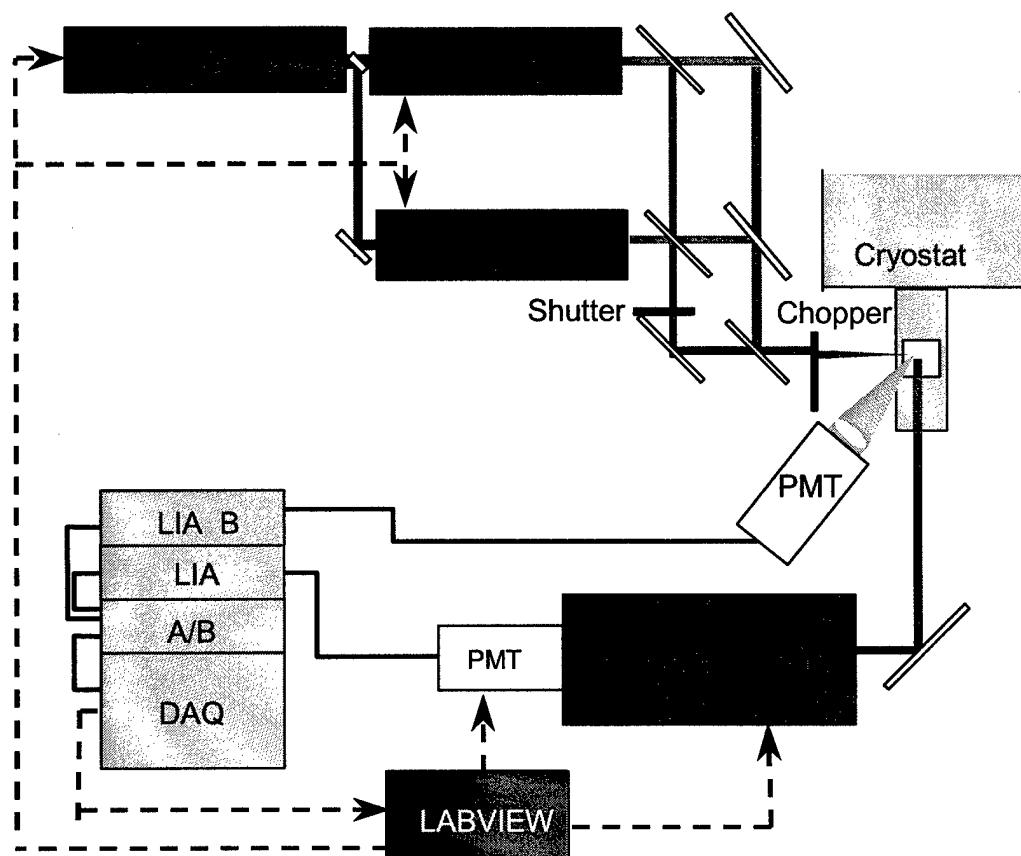 Cryostat
Shutter
Chopper
PMT
LIA B
LIA
A/B
PMT
DAQ
LABVIEW